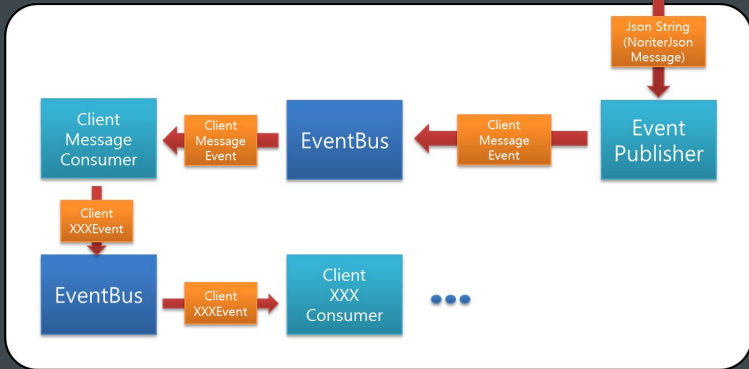 Json String
(NoriterJson
Message)
Client
Message
Consumer
Client
Message
Event
EventBus
Client
Message
Event
Event
Publisher
Client
XXXEvent
EventBus
Client
XXXEvent
Client
XXX
Consumer